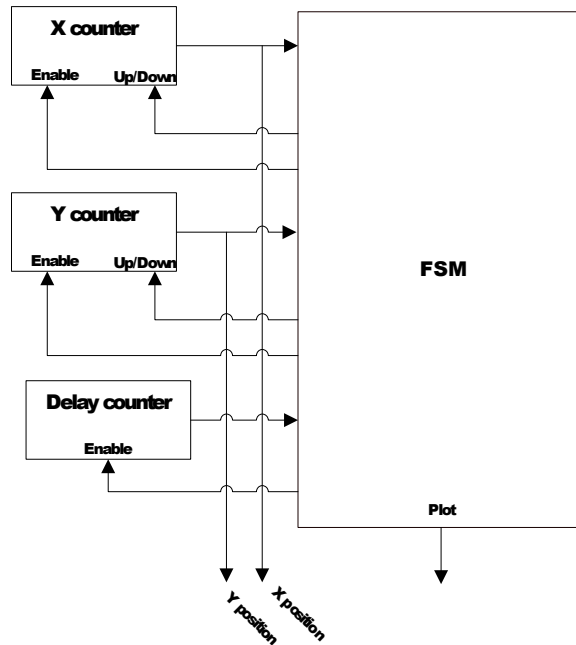 X counter
Enable
Up/Down
Y counter
Enable
Up/Down
FSM
Delay counter
Enable
Plot
Y position
X position